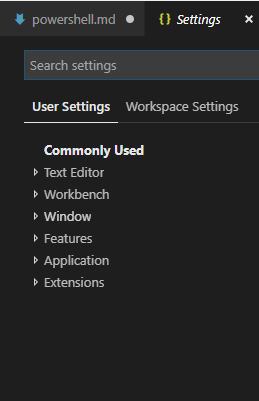 powershell.md
{ } Settings
Search settings
User Settings Workspace Settings
Commonly Used
Text Editor
Workbench
Window
Features
Application
Extensions